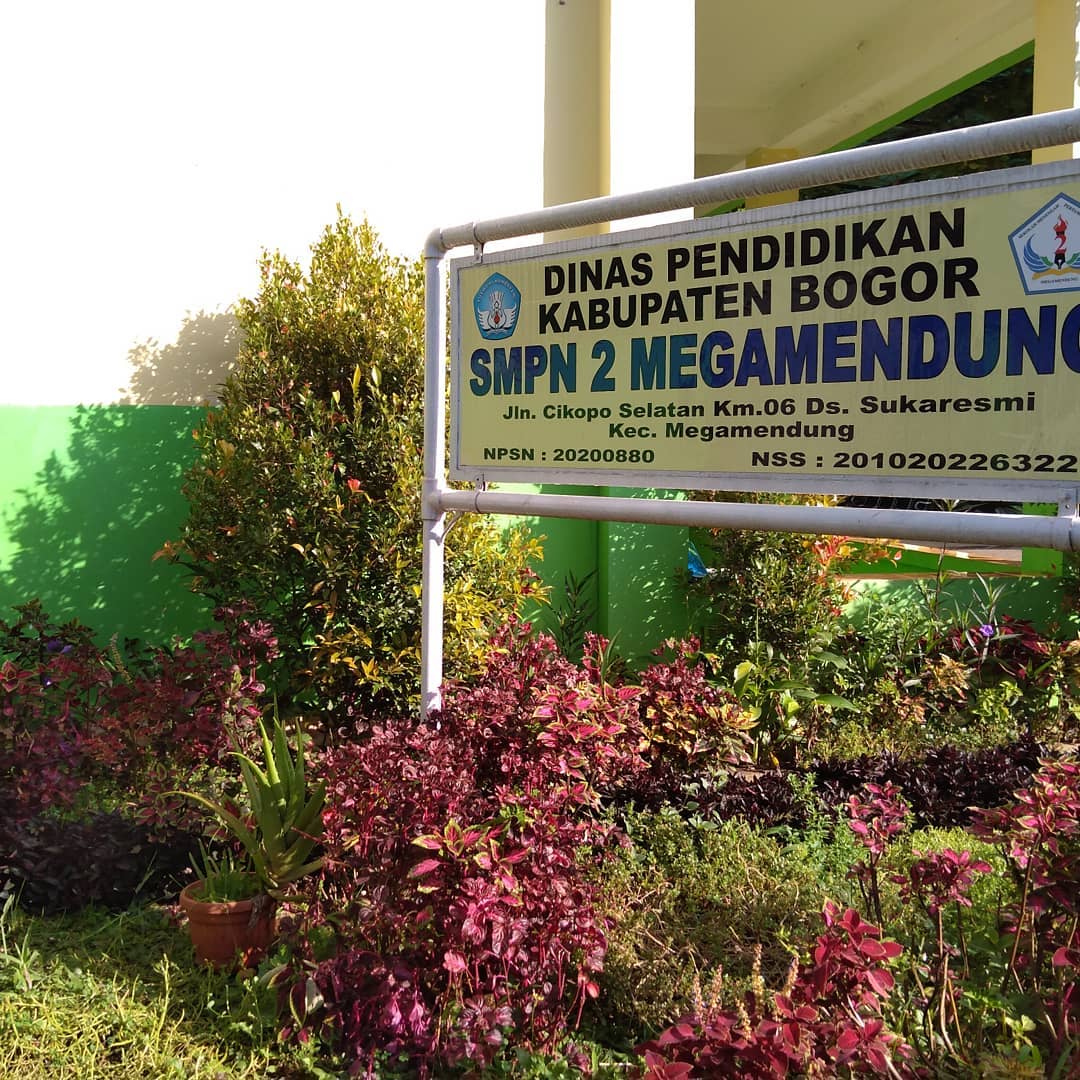 DINAS PENDIDIKAN
KABUPATEN BOGOR
SMPN 2 MEGAMENDUNG
Jln. Cikopo Selatan Km.06 Ds. Sukaresmi
Kec. Megamendung
NPSN : 20200880
NSS : 201020226322
MEGAMENDUNG